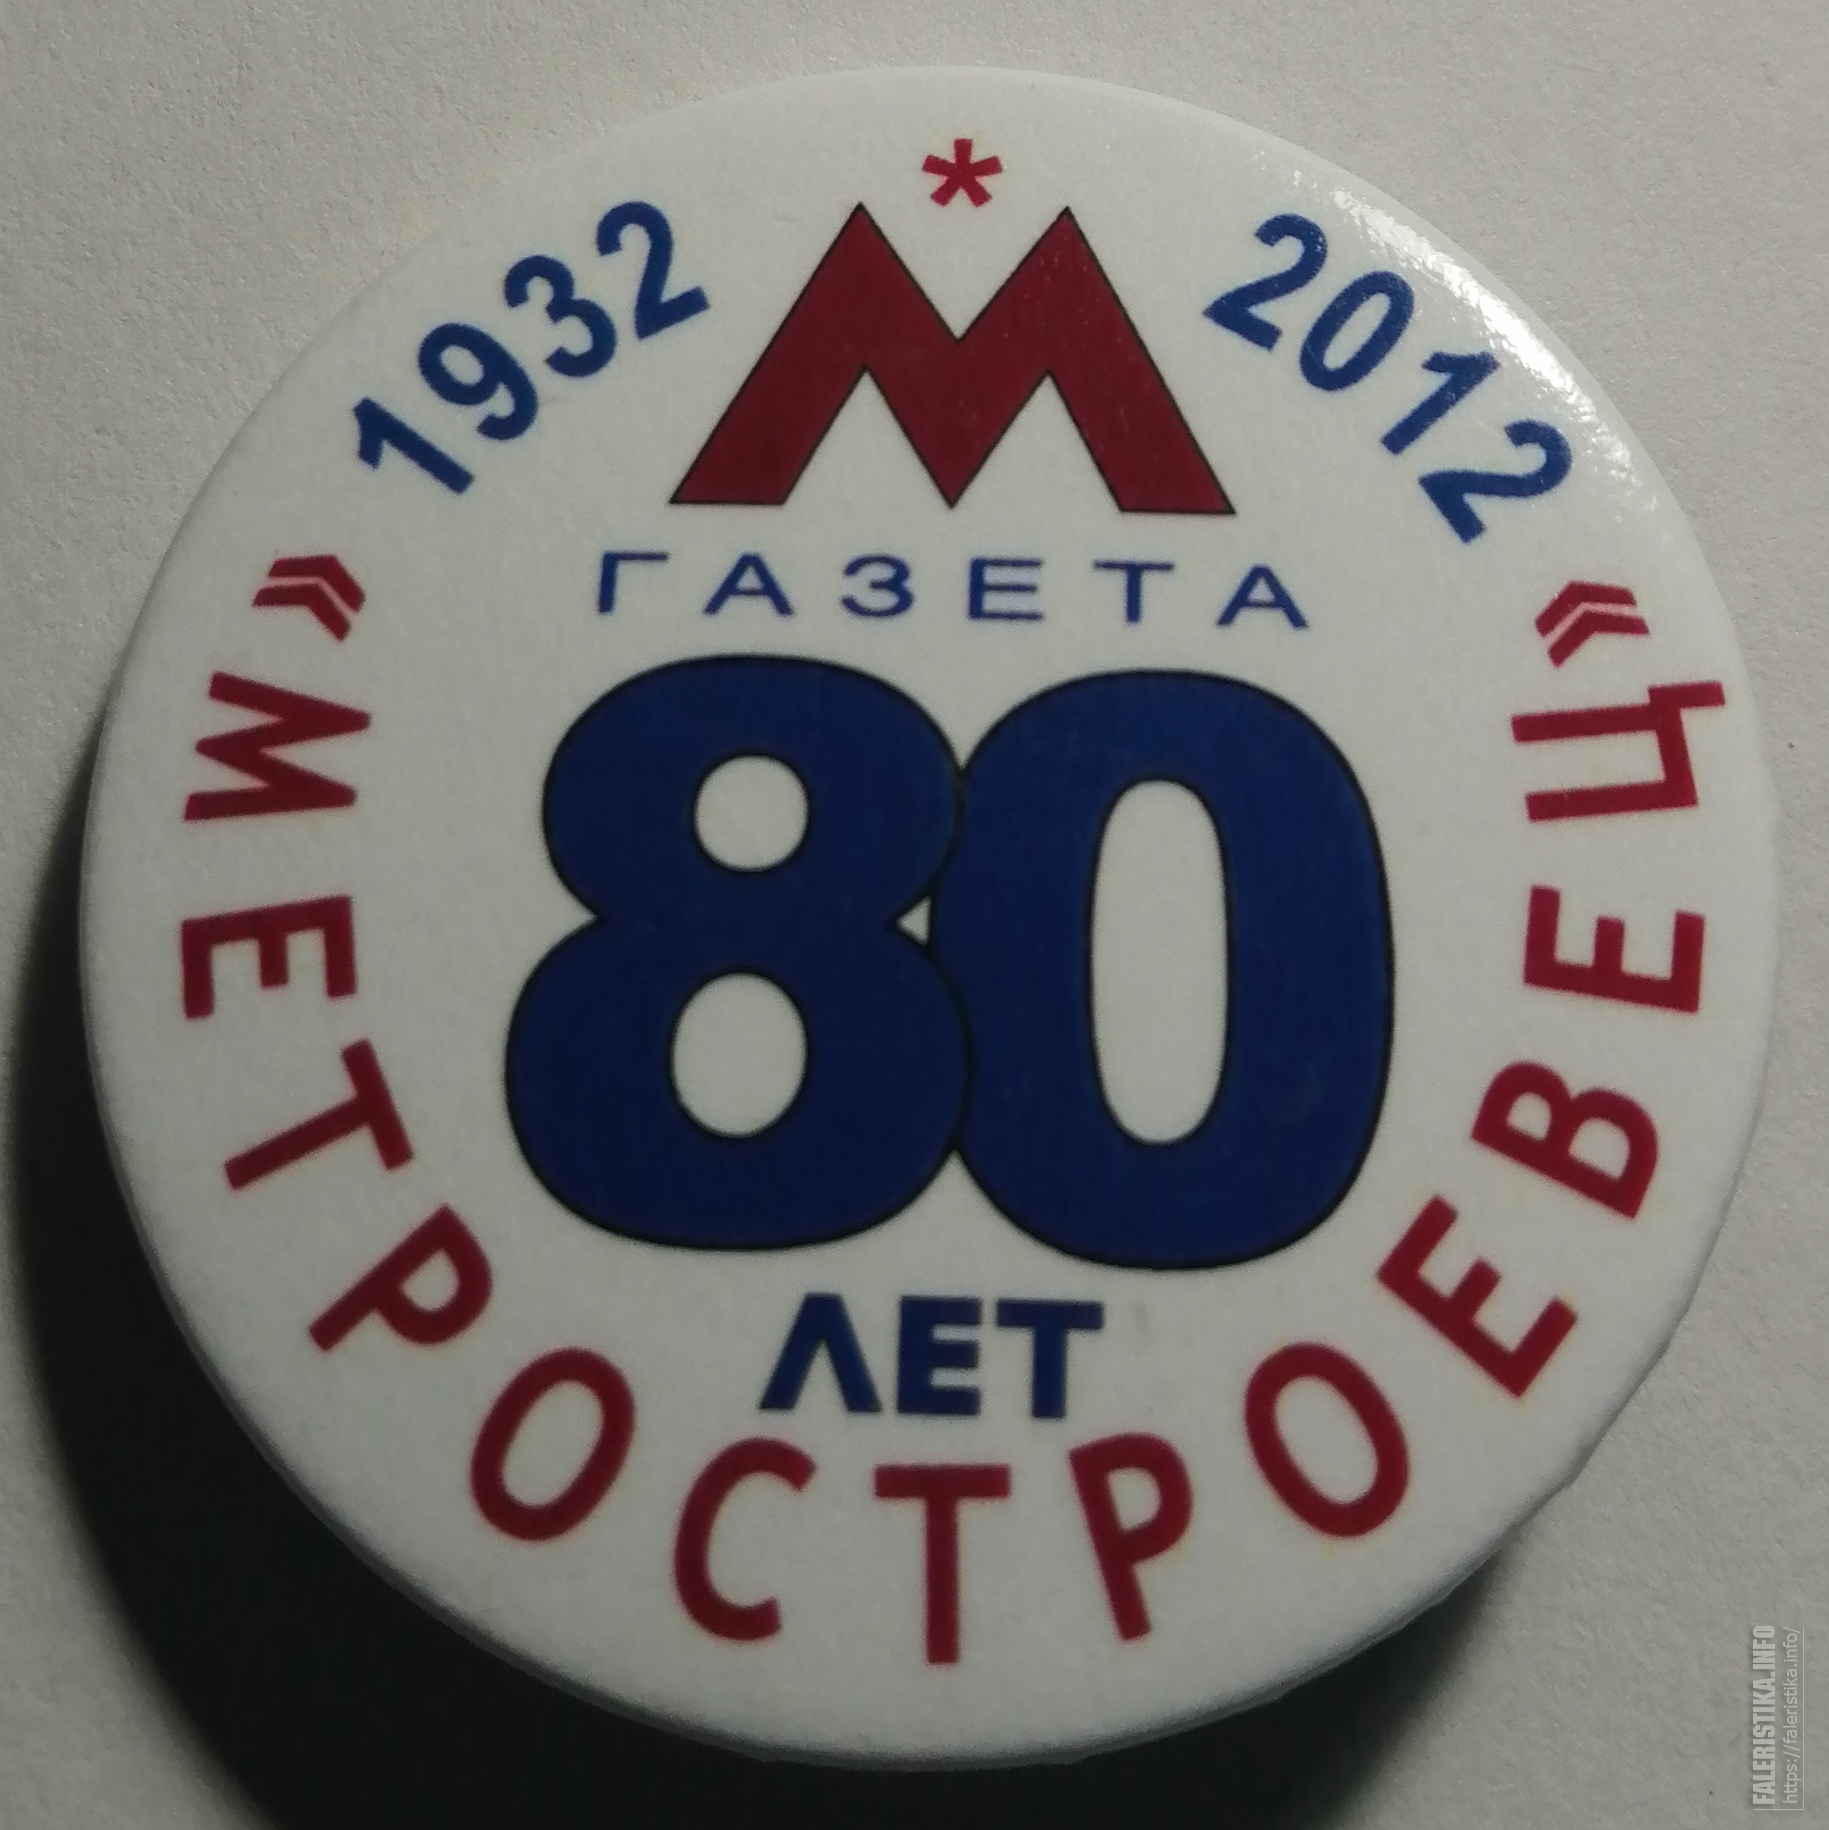 1932 * 2012
М
ГАЗЕТА
80
ЛЕТ
«МЕТРОСТРОЕВЕЦ»
FALERISTIKA.INFO
https://faleristika.info/